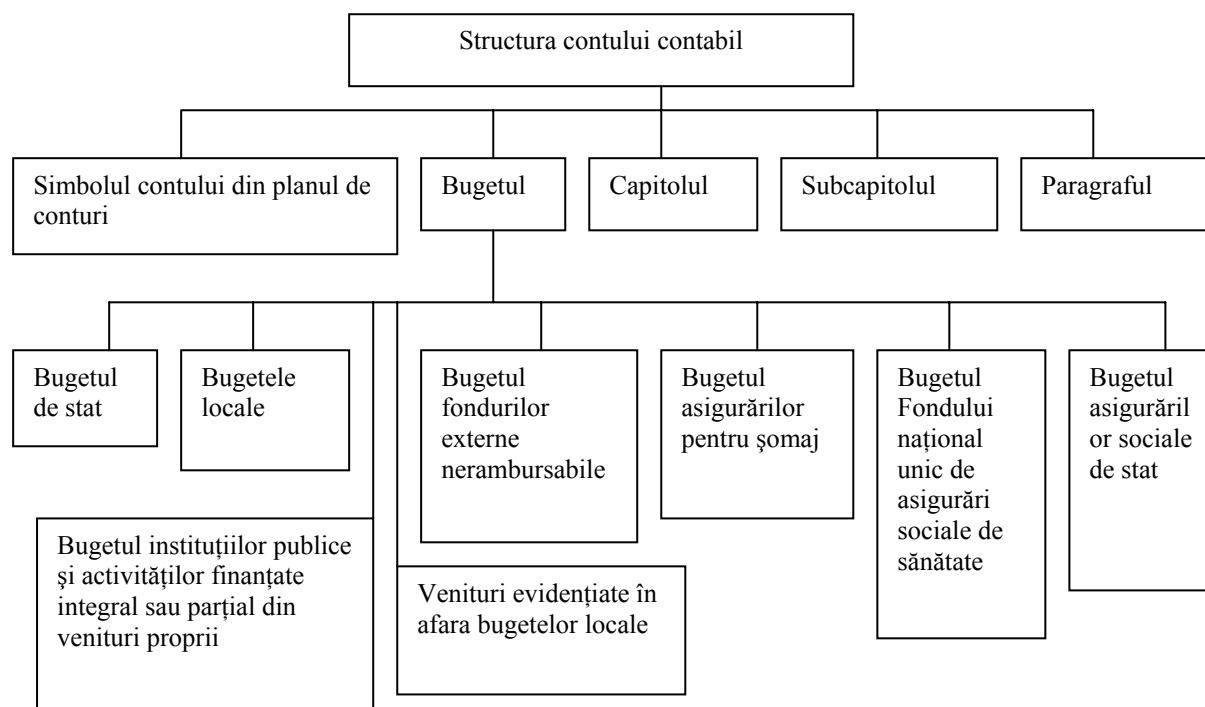 Structura contului contabil
Simbolul contului din planul de
conturi
Bugetul
Capitolul
Subcapitolul
Paragraful
Bugetul
de stat
Bugetele
locale
Bugetul
fondurilor
externe
nerambursabile
Bugetul
asigurărilor
pentru şomaj
Bugetul
Fondului
național
unic de
asigurări
sociale de
sănătate
Bugetul
asigurăril
or sociale
de stat
Bugetul instituțiilor publice
şi activităților finanțate
integral sau parțial din
venituri proprii
Venituri evidențiate în
afara bugetelor locale